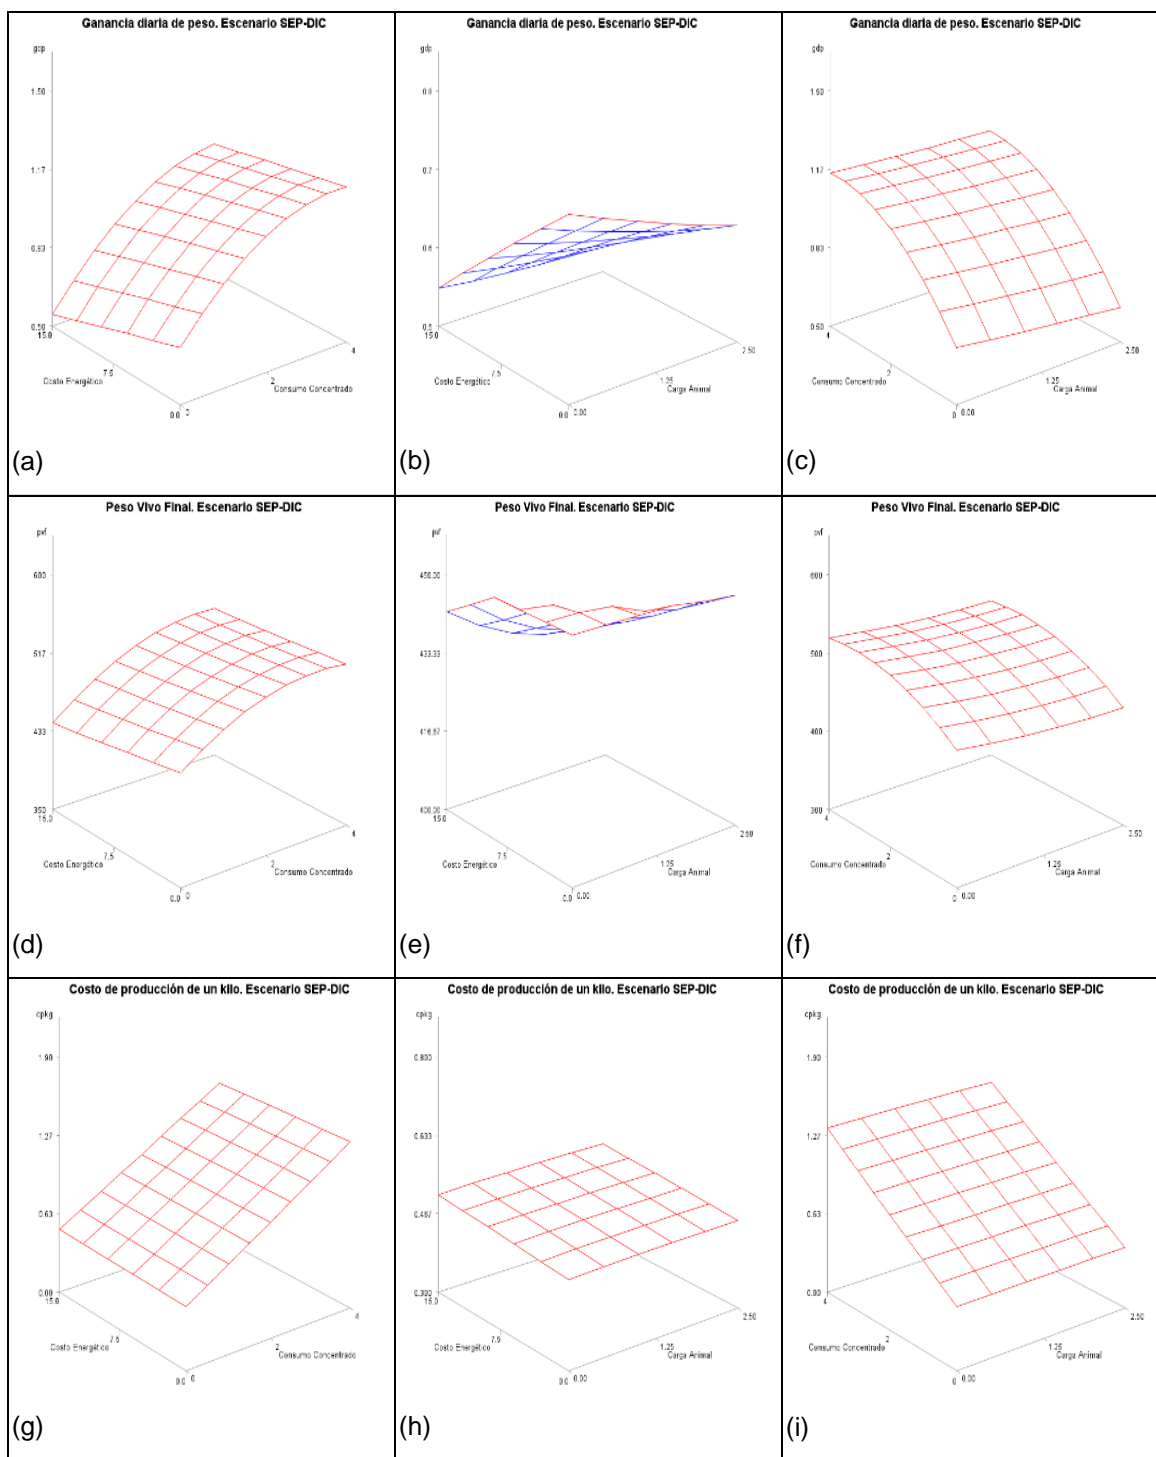 Ganancia diaria de peso. Escenario SEP-DIC
gdp
1.50
1.17
0.83
0.50
15.0
7.5
Costo Energético
0.0
0
2
Consumo Concentrado
4
(a)
Ganancia diaria de peso. Escenario SEP-DIC
gdp
0.8
0.7
0.6
0.5
15.0
7.5
Costo Energético
0.0
0.00
1.25
Carga Animal
2.50
(b)
Ganancia diaria de peso. Escenario SEP-DIC
gdp
1.50
1.17
0.83
0.50
4
2
Consumo Concentrado
0
0.00
1.25
Carga Animal
2.50
(c)
Peso Vivo Final. Escenario SEP-DIC
pvf
600
517
433
350
15.0
7.5
Costo Energético
0.0
0
2
Consumo Concentrado
4
(d)
Peso Vivo Final. Escenario SEP-DIC
pvf
450.00
433.33
416.67
400.00
15.0
7.5
Costo Energético
0.0
0.00
1.25
Carga Animal
2.50
(e)
Peso Vivo Final. Escenario SEP-DIC
pvf
600
500
400
300
4
2
Consumo Concentrado
0
0.00
1.25
Carga Animal
2.50
(f)
Costo de producción de un kilo. Escenario SEP-DIC
cpkg
1.90
1.27
0.63
0.00
15.0
7.5
Costo Energético
0.0
0
2
Consumo Concentrado
4
(g)
Costo de producción de un kilo. Escenario SEP-DIC
cpkg
0.800
0.633
0.467
0.300
15.0
7.5
Costo Energético
0.0
0.00
1.25
Carga Animal
2.50
(h)
Costo de producción de un kilo. Escenario SEP-DIC
cpkg
1.90
1.27
0.63
0.00
4
2
Consumo Concentrado
0
0.00
1.25
Carga Animal
2.50
(i)